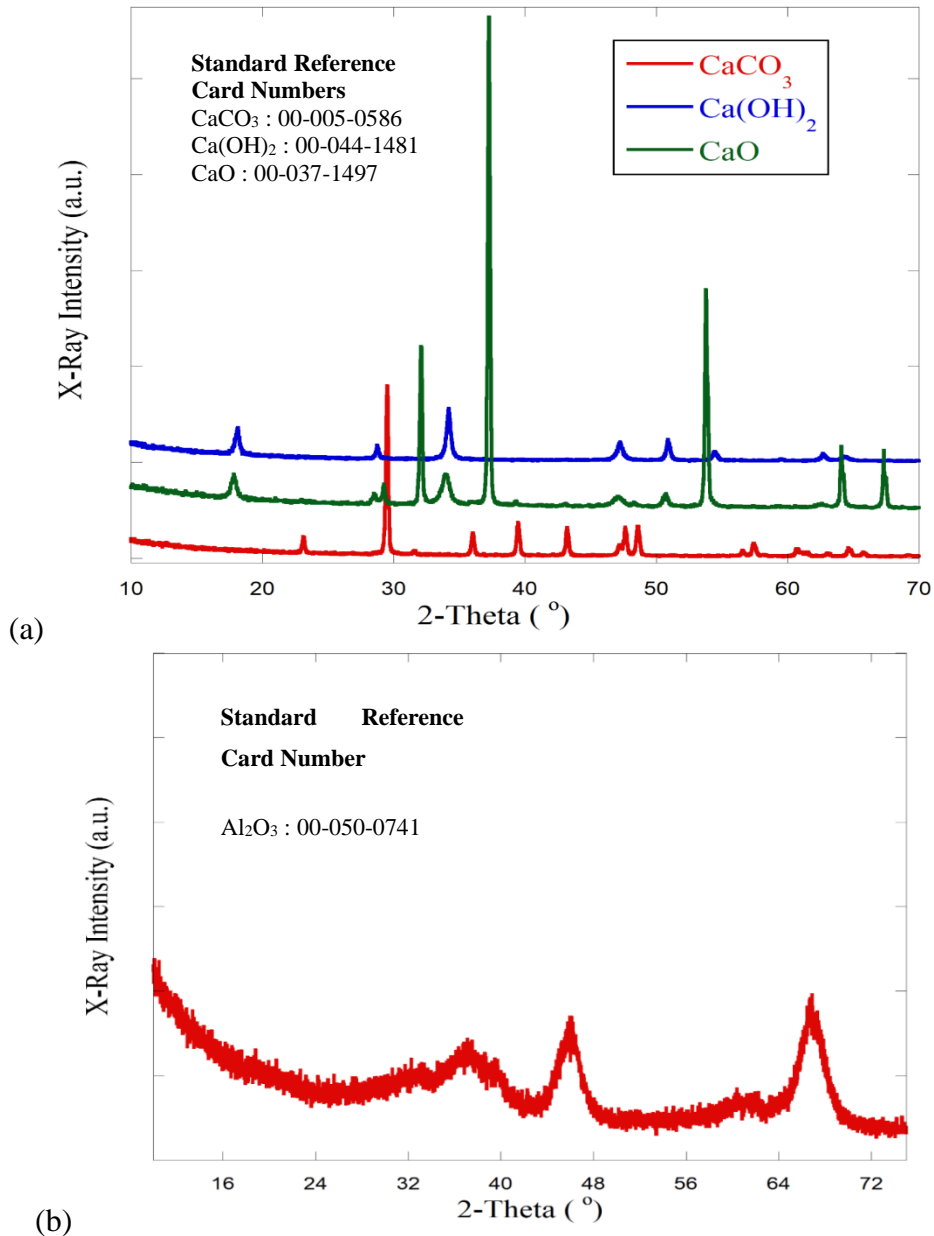 Standard Reference
Card Numbers
CaCO₃ : 00-005-0586
Ca(OH)₂ : 00-044-1481
CaO : 00-037-1497
CaCO₃
Ca(OH)₂
CaO
X-Ray Intensity (a.u.)
10 20 30 40 50 60 70
2-Theta ( °)
(a)
Standard Reference
Card Number
Al₂O₃ : 00-050-0741
X-Ray Intensity (a.u.)
16 24 32 40 48 56 64 72
2-Theta ( °)
(b)